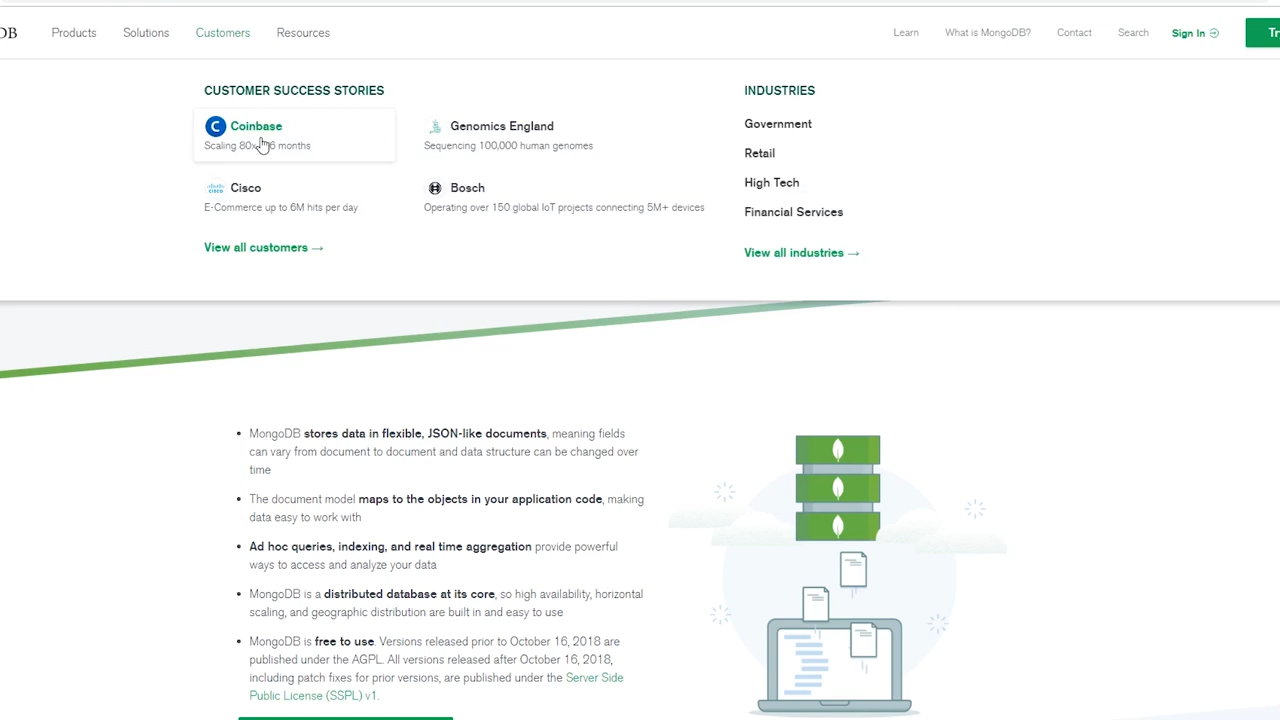 DB Products Solutions Customers Resources Learn What is MongoDB? Contact Search Sign In
CUSTOMER SUCCESS STORIES
Coinbase
Scaling 80x 6 months
Genomics England
Sequencing 100,000 human genomes
Cisco
E-Commerce up to 6M hits per day
Bosch
Operating over 150 global IoT projects connecting 5M+ devices
View all customers →
INDUSTRIES
Government
Retail
High Tech
Financial Services
View all industries →
• MongoDB stores data in flexible, JSON-like documents, meaning fields
can vary from document to document and data structure can be changed over
time
• The document model maps to the objects in your application code, making
data easy to work with
• Ad hoc queries, indexing, and real time aggregation provide powerful
ways to access and analyze your data
• MongoDB is a distributed database at its core, so high availability, horizontal
scaling, and geographic distribution are built in and easy to use
• MongoDB is free to use. Versions released prior to October 16, 2018 are
published under the AGPL. All versions released after October 16, 2018,
including patch fixes for prior versions, are published under the Server Side
Public License (SSPL) v1.